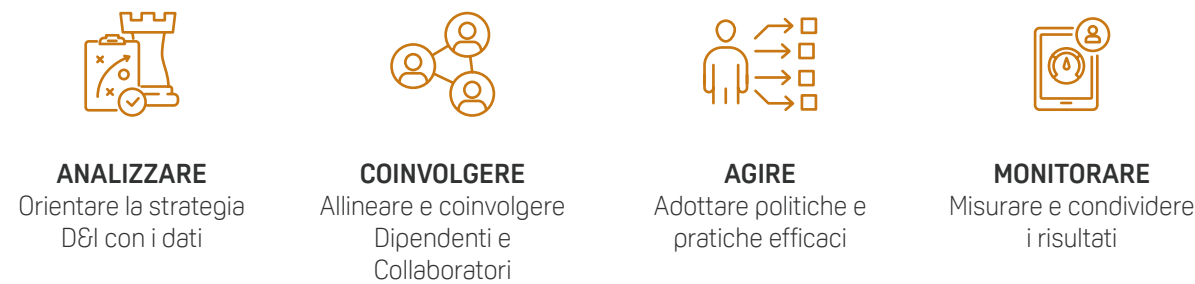 ANALIZZARE
Orientare la strategia
D&I con i dati
COINVOLGERE
Allineare e coinvolgere
Dipendenti e
Collaboratori
AGIRE
Adottare politiche e
pratiche efficaci
MONITORARE
Misurare e condividere
i risultati